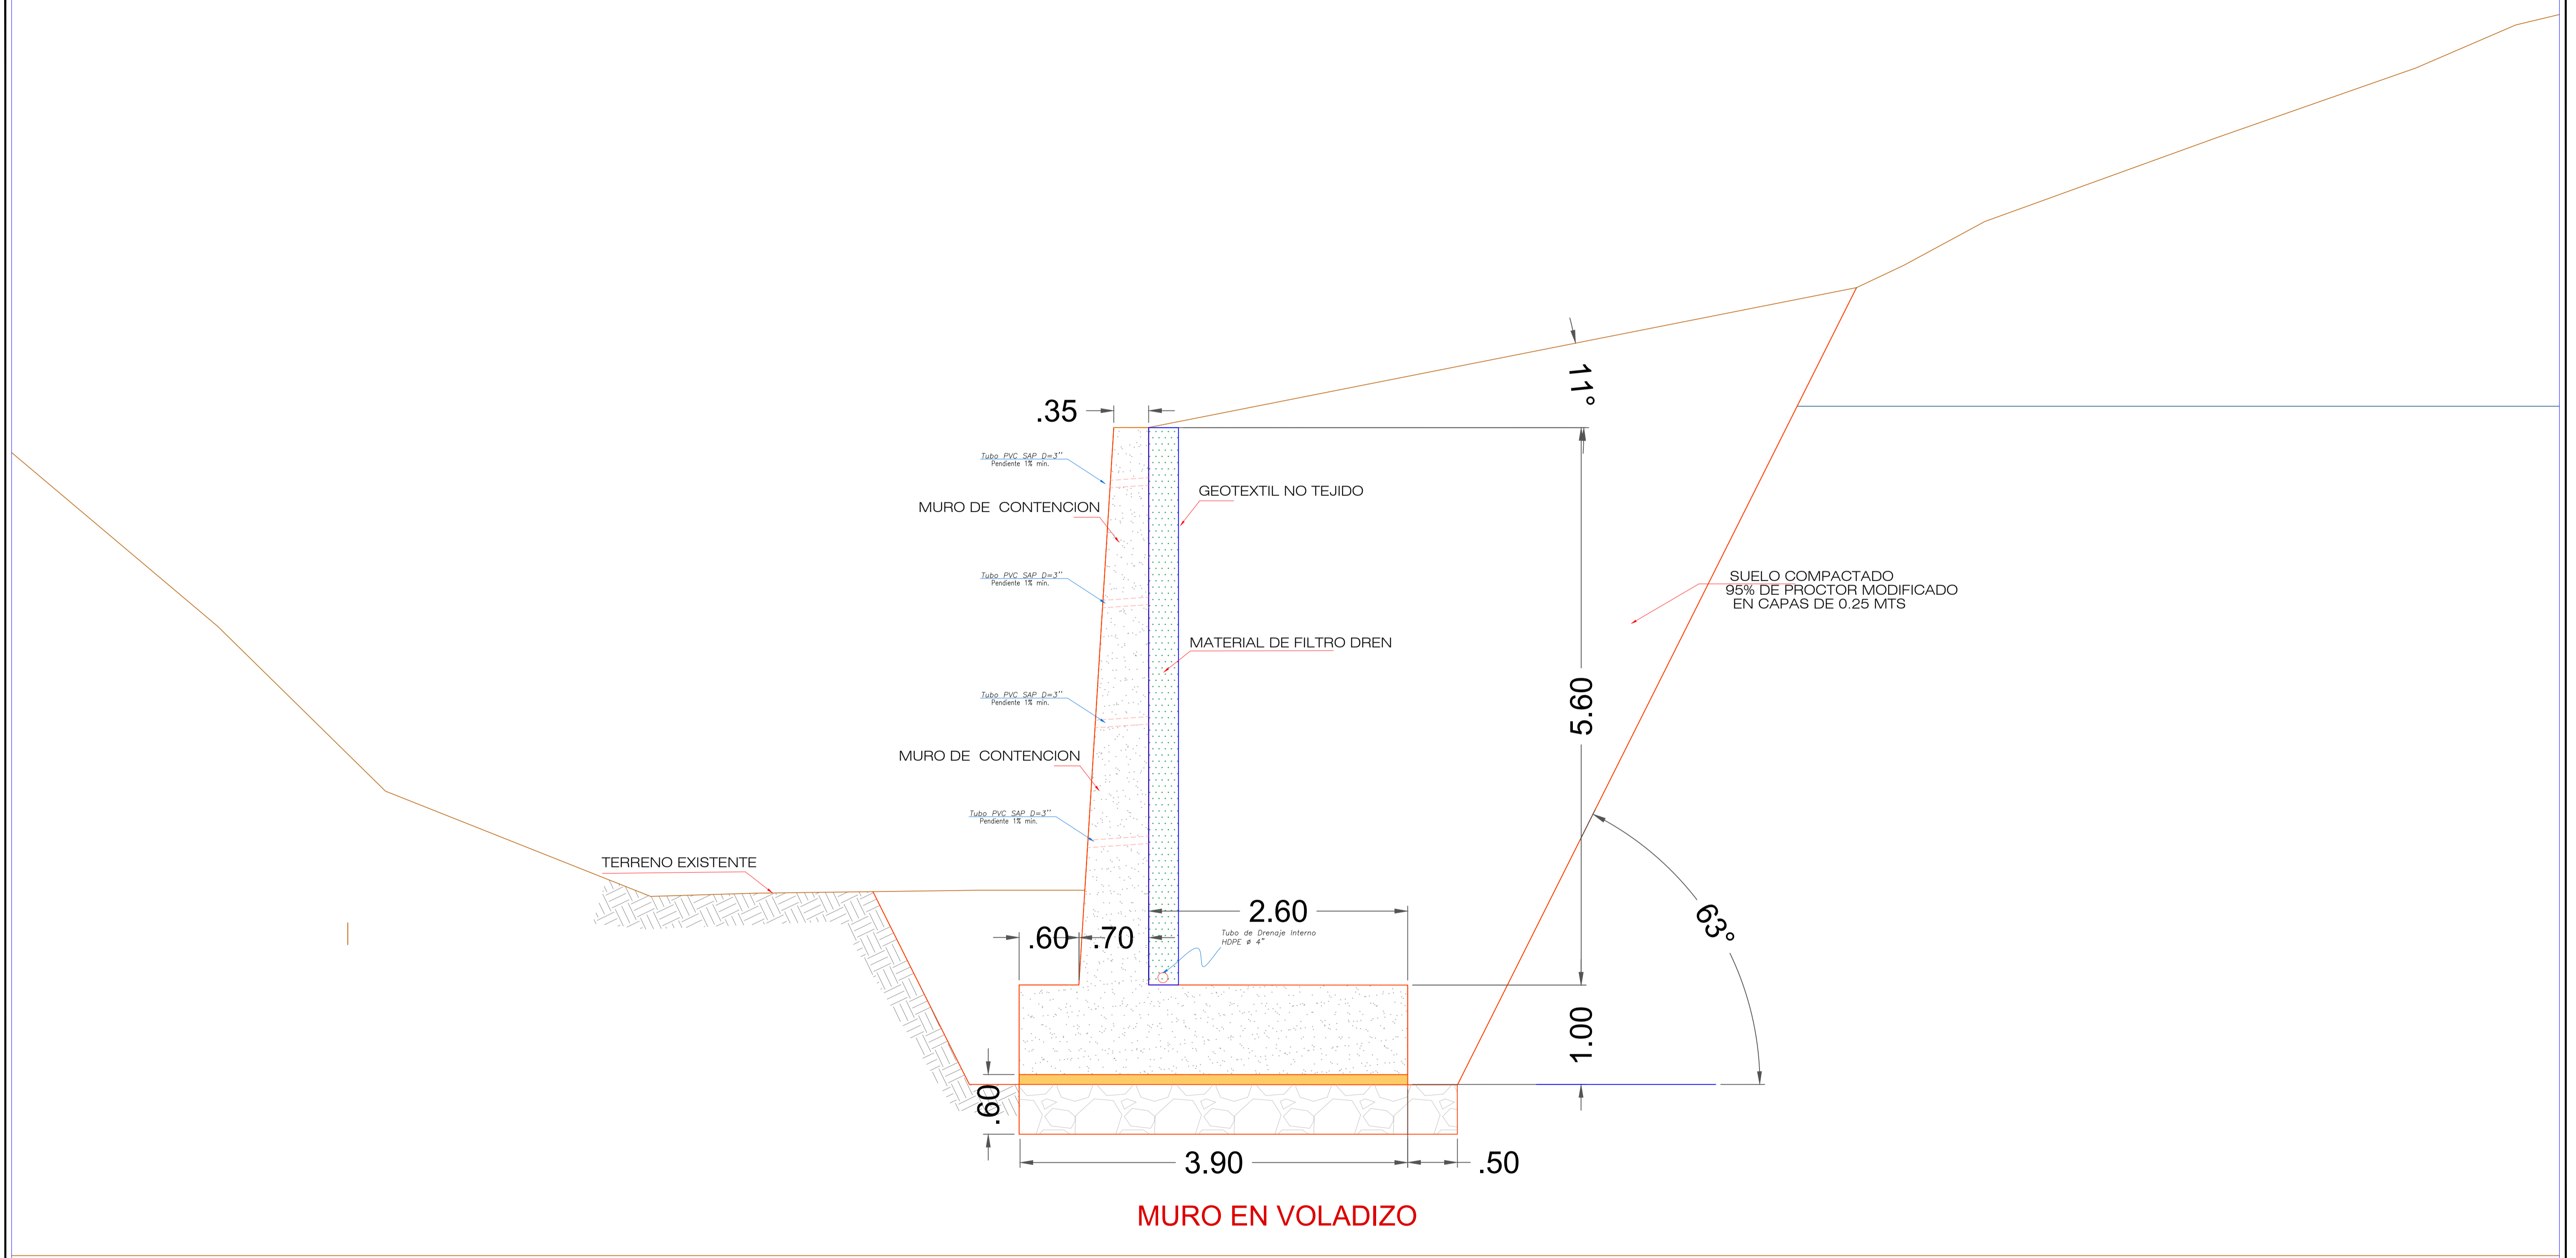 11°
.35
Tubo PVC SAP D=3"
Pendiente 1% min.
GEOTEXTIL NO TEJIDO
MURO DE CONTENCION
Tubo PVC SAP D=3"
Pendiente 1% min.
SUELO COMPACTADO
95% DE PROCTOR MODIFICADO
EN CAPAS DE 0.25 MTS
MATERIAL DE FILTRO DREN
Tubo PVC SAP D=3"
Pendiente 1% min.
5.60
MURO DE CONTENCION
Tubo PVC SAP D=3"
Pendiente 1% min.
TERRENO EXISTENTE
2.60
63°
.60
.70
Tubo de Drenaje Interno
HDPE ø 4"
1.00
.60
3.90
.50
MURO EN VOLADIZO